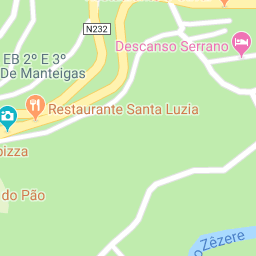 N232
Descanso Serrano
EB 2º E 3º
De Manteigas
Restaurante Santa Luzia
pizza
do Pão
Zêzere